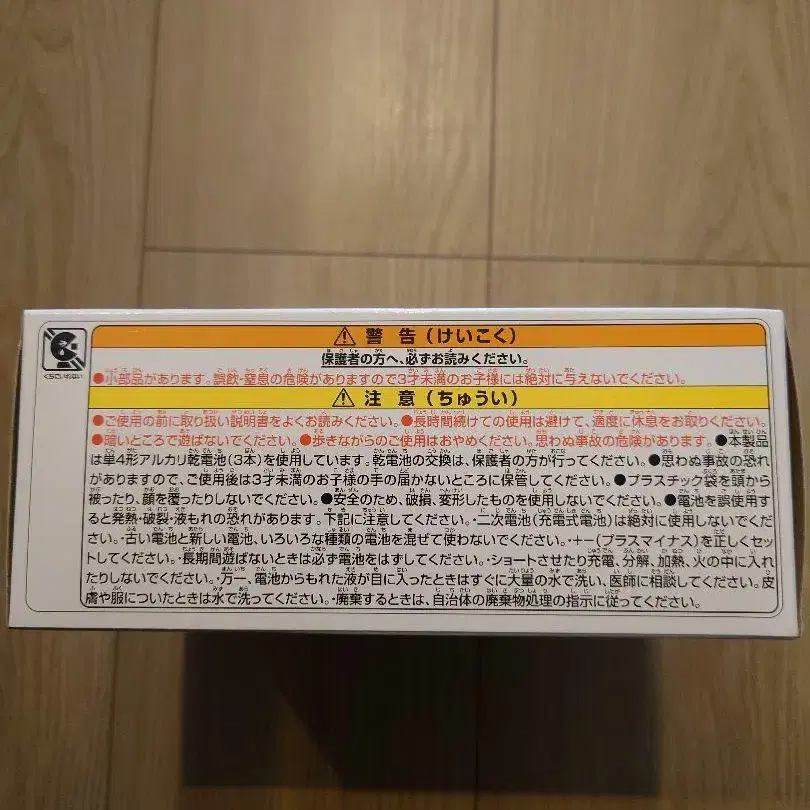 ⚠ 警告(けいこく)
保護者の方へ、必ずお読みください。
●小部品があります。誤飲・窒息の危険がありますので3才未満のお子様には絶対に与えないでください。
くちにいれない
⚠ 注意(ちゅうい)
●ご使用の前に取り扱い説明書をよくお読みください。●長時間続けての使用は避けて、適度に休息をお取りください。
●暗いところで遊ばないでください。●歩きながらのご使用はおやめください。思わぬ事故の危険があります。●本製品
は単4形アルカリ乾電池(3本)を使用しています。乾電池の交換は、保護者の方が行ってください。●思わぬ事故の恐れ
がありますので、ご使用後は3才未満のお子様の手の届かないところに保管してください。●プラスチック袋を頭から
被ったり、顔を覆ったりしないでください。●安全のため、破損、変形したものを使用しないでください。●電池を誤使用す
ると発熱・破裂・液もれの恐れがあります。下記に注意してください。・二次電池(充電式電池)は絶対に使用しないでくだ
さい。・古い電池と新しい電池、いろいろな種類の電池を混ぜて使わないでください。・+ー(プラスマイナス)を正しくセッ
トしてください。・長期間遊ばないときは必ず電池をはずしてください。・ショートさせたり充電、分解、加熱、火の中に入れ
たりしないでください。・万一、電池からもれた液が目に入ったときはすぐに大量の水で洗い、医師に相談してください。皮
膚や服についたときは水で洗ってください。・廃棄するときは、自治体の廃棄物処理の指示に従ってください。